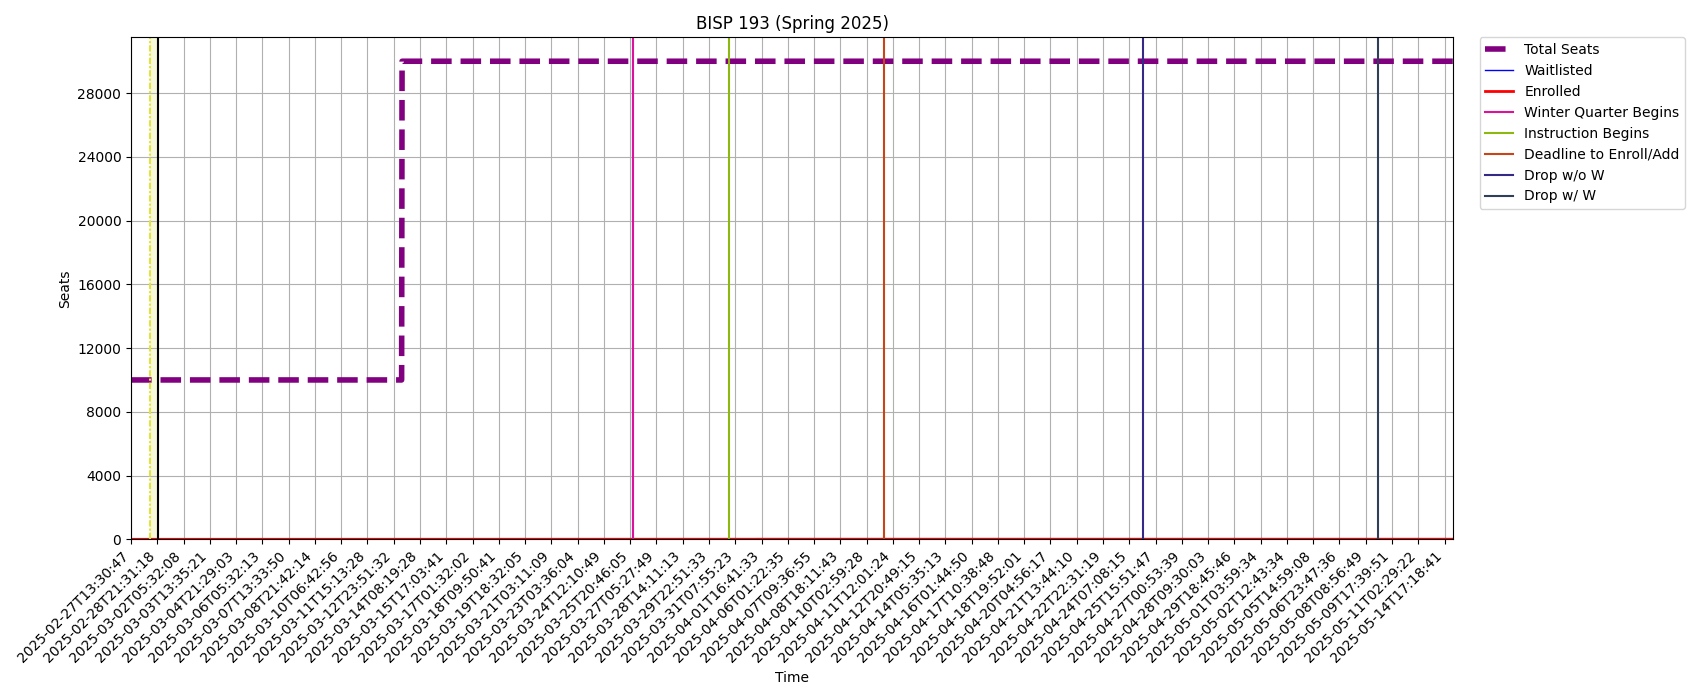 BISP 193 (Spring 2025)
Total Seats
Waitlisted
Enrolled
Winter Quarter Begins
Instruction Begins
Deadline to Enroll/Add
Drop w/o W
Drop w/ W
Seats
28000
24000
20000
16000
12000
8000
4000
0
2025-02-27T13:30:47
2025-02-28T21:31:18
2025-03-02T05:32:08
2025-03-03T13:35:21
2025-03-04T21:29:03
2025-03-06T05:32:13
2025-03-07T13:33:50
2025-03-08T21:42:14
2025-03-10T06:42:56
2025-03-11T15:13:28
2025-03-12T23:51:32
2025-03-14T08:19:28
2025-03-15T17:03:41
2025-03-17T01:32:02
2025-03-18T09:50:41
2025-03-19T18:32:05
2025-03-21T03:11:09
2025-03-23T03:36:04
2025-03-24T12:10:49
2025-03-25T20:46:05
2025-03-27T05:27:49
2025-03-28T14:11:13
2025-03-29T22:51:33
2025-03-31T07:55:23
2025-04-01T16:41:33
2025-04-06T01:22:35
2025-04-07T09:36:55
2025-04-08T18:11:43
2025-04-10T02:59:28
2025-04-11T12:01:24
2025-04-12T20:49:15
2025-04-14T05:35:13
2025-04-16T01:44:50
2025-04-17T10:38:48
2025-04-18T19:52:01
2025-04-20T04:56:17
2025-04-21T13:44:10
2025-04-22T22:31:19
2025-04-24T07:08:15
2025-04-25T15:51:47
2025-04-27T00:53:39
2025-04-28T09:30:03
2025-04-29T18:45:46
2025-05-01T03:59:34
2025-05-02T12:43:34
2025-05-05T14:59:08
2025-05-06T23:47:36
2025-05-08T08:56:49
2025-05-09T17:39:51
2025-05-11T02:29:22
2025-05-14T17:18:41
Time